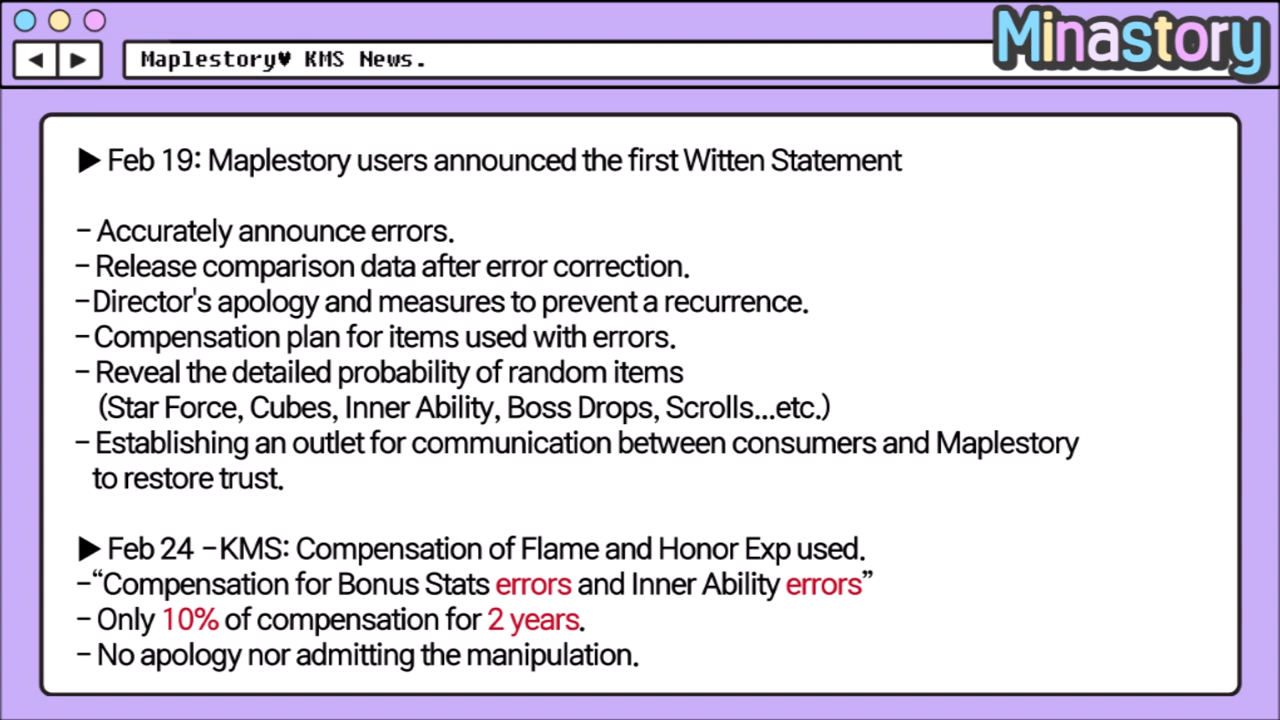 Minastory
Maplestory♥ KMS News.
▶ Feb 19: Maplestory users announced the first Witten Statement
- Accurately announce errors.
- Release comparison data after error correction.
- Director's apology and measures to prevent a recurrence.
- Compensation plan for items used with errors.
- Reveal the detailed probability of random items
(Star Force, Cubes, Inner Ability, Boss Drops, Scrolls...etc.)
- Establishing an outlet for communication between consumers and Maplestory
to restore trust.
▶ Feb 24 - KMS: Compensation of Flame and Honor Exp used.
-“Compensation for Bonus Stats errors and Inner Ability errors”
- Only 10% of compensation for 2 years.
- No apology nor admitting the manipulation.